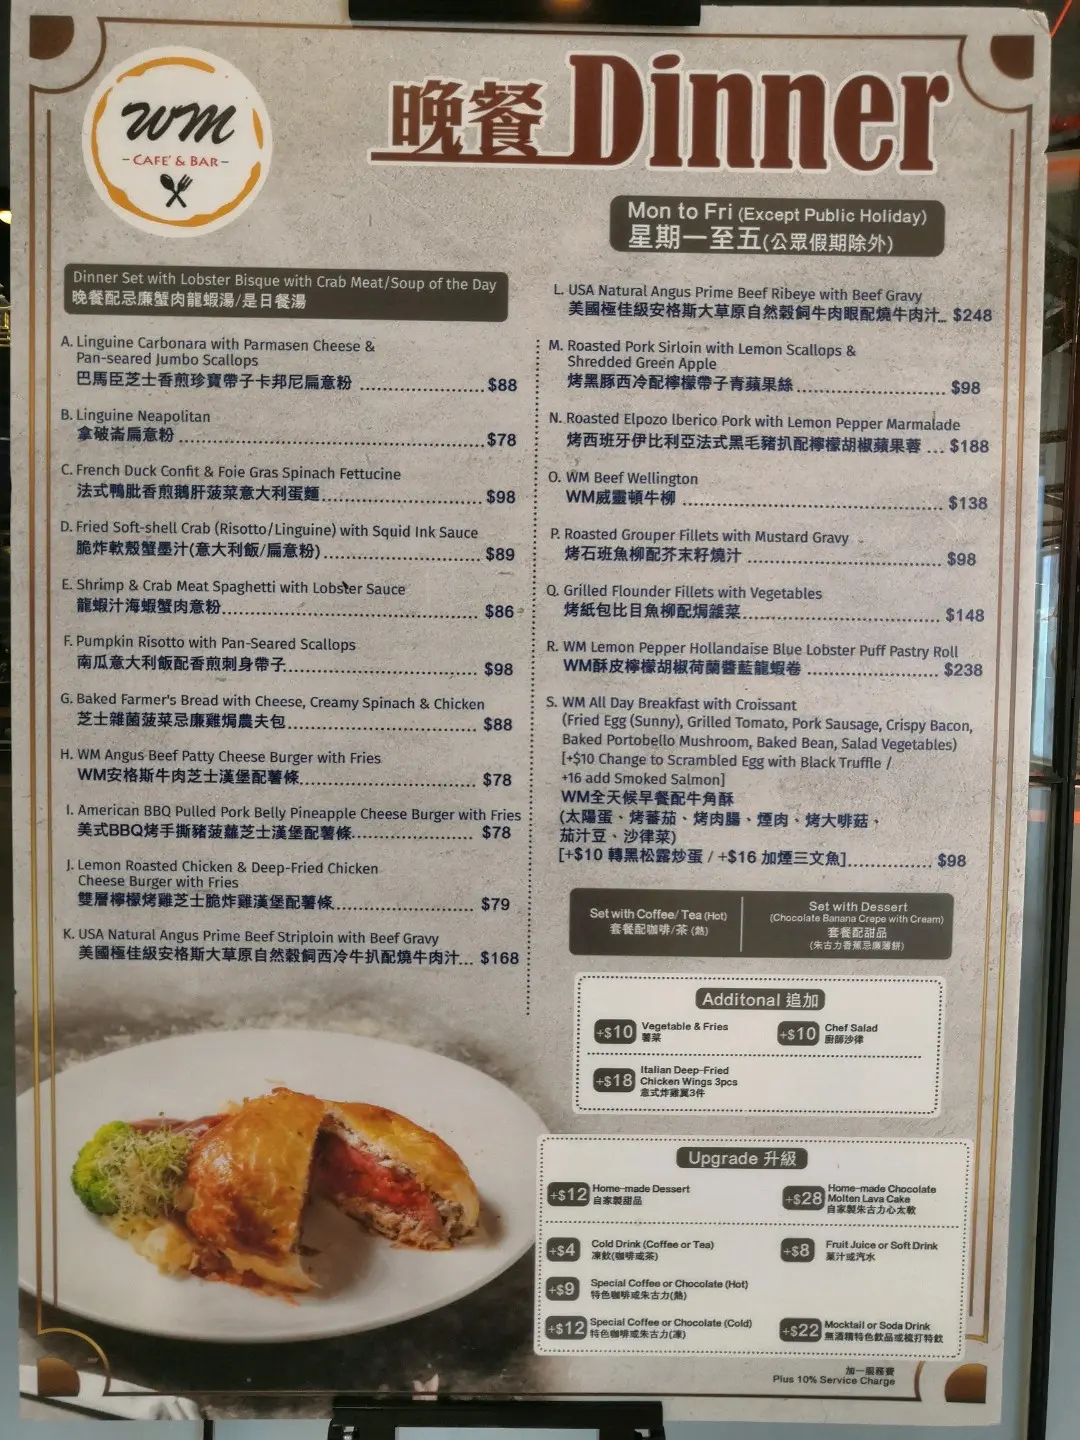 WM
- CAFE' & BAR -
晚餐 Dinner
Mon to Fri (Except Public Holiday)
星期一至五(公眾假期除外)
Dinner Set with Lobster Bisque with Crab Meat/Soup of the Day
晚餐配忌廉蟹肉龍蝦湯/是日餐湯
A. Linguine Carbonara with Parmasen Cheese &
Pan-seared Jumbo Scallops
巴馬臣芝士香煎珍寶帶子卡邦尼扁意粉 ........................ $88
B. Linguine Neapolitan
拿破崙扁意粉 ........................ $78
C. French Duck Confit & Foie Gras Spinach Fettucine
法式鴨肶香煎鵝肝菠菜意大利蛋麵 ........................ $98
D. Fried Soft-shell Crab (Risotto/Linguine) with Squid Ink Sauce
脆炸軟殼蟹墨汁(意大利飯/扁意粉) ........................ $89
E. Shrimp & Crab Meat Spaghetti with Lobster Sauce
龍蝦汁海蝦蟹肉意粉 ........................ $86
F. Pumpkin Risotto with Pan-Seared Scallops
南瓜意大利飯配香煎刺身帶子 ........................ $98
G. Baked Farmer's Bread with Cheese, Creamy Spinach & Chicken
芝士雜菌菠菜忌廉雞焗農夫包 ........................ $88
H. WM Angus Beef Patty Cheese Burger with Fries
WM安格斯牛肉芝士漢堡配薯條 ........................ $78
I. American BBQ Pulled Pork Belly Pineapple Cheese Burger with Fries
美式BBQ烤手撕豬菠蘿芝士漢堡配薯條 ........................ $78
J. Lemon Roasted Chicken & Deep-Fried Chicken
Cheese Burger with Fries
雙層檸檬烤雞芝士脆炸雞漢堡配薯條 ........................ $79
K. USA Natural Angus Prime Beef Striploin with Beef Gravy
美國極佳級安格斯大草原自然穀飼西冷牛扒配燒牛肉汁... $168
L. USA Natural Angus Prime Beef Ribeye with Beef Gravy
美國極佳級安格斯大草原自然穀飼牛肉眼配燒牛肉汁... $248
M. Roasted Pork Sirloin with Lemon Scallops &
Shredded Green Apple
烤黑豚西冷配檸檬帶子青蘋果絲 ........................ $98
N. Roasted Elpozo Iberico Pork with Lemon Pepper Marmalade
烤西班牙伊比利亞法式黑毛豬扒配檸檬胡椒蘋果蓉 ... $188
O. WM Beef Wellington
WM威靈頓牛柳 ........................ $138
P. Roasted Grouper Fillets with Mustard Gravy
烤石班魚柳配芥末籽燒汁 ........................ $98
Q. Grilled Flounder Fillets with Vegetables
烤紙包比目魚柳配焗雜菜 ........................ $148
R. WM Lemon Pepper Hollandaise Blue Lobster Puff Pastry Roll
WM酥皮檸檬胡椒荷蘭醬藍龍蝦卷 ........................ $238
S. WM All Day Breakfast with Croissant
(Fried Egg (Sunny), Grilled Tomato, Pork Sausage, Crispy Bacon,
Baked Portobello Mushroom, Baked Bean, Salad Vegetables)
[+$10 Change to Scrambled Egg with Black Truffle /
+16 add Smoked Salmon]
WM全天候早餐配牛角酥
(太陽蛋、烤蕃茄、烤肉腸、煙肉、烤大啡菇、
茄汁豆、沙律菜)
[+$10 轉黑松露炒蛋 / +$16 加煙三文魚] ............ $98
Set with Coffee/ Tea (Hot)
套餐配咖啡/茶 (熱)
Set with Dessert
(Chocolate Banana Crepe with Cream)
套餐配甜品
(朱古力香蕉忌廉薄餅)
Additonal 追加
+$10 Vegetable & Fries
薯菜
+$10 Chef Salad
廚師沙律
+$18 Italian Deep-Fried
Chicken Wings 3pcs
意式炸雞翼3件
Upgrade 升級
+$12 Home-made Dessert
自家製甜品
+$28 Home-made Chocolate
Molten Lava Cake
自家製朱古力心太軟
+$4 Cold Drink (Coffee or Tea)
凍飲(咖啡或茶)
+$8 Fruit Juice or Soft Drink
菓汁或汽水
+$9 Special Coffee or Chocolate (Hot)
特色咖啡或朱古力(熱)
+$12 Special Coffee or Chocolate (Cold)
特色咖啡或朱古力(凍)
+$22 Mocktail or Soda Drink
無酒精特色飲品或梳打特飲
加一服務費
Plus 10% Service Charge